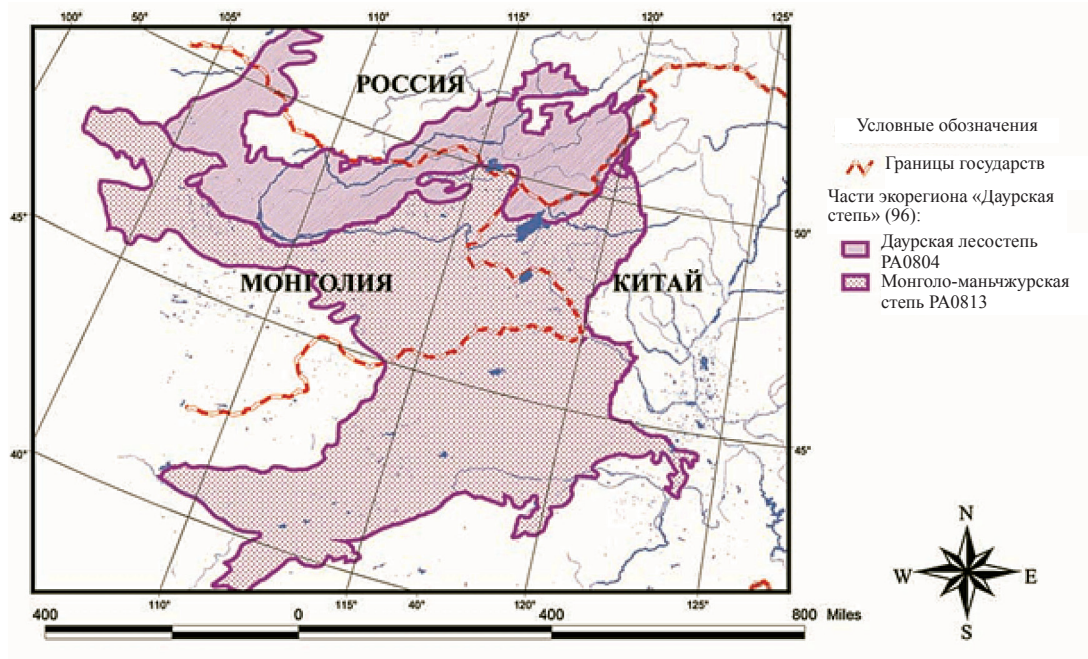 100° 50° 105° 110° 115° 120° 125°
РОССИЯ
45°
50°
МОНГОЛИЯ
КИТАЙ
40°
45°
110° 115° 40° 120° 125°
400 0 400 800 Miles
Условные обозначения
Границы государств
Части экорегиона «Даурская
степь» (96):
Даурская лесостепь
PA0804
Монголо-маньчжурская
степь PA0813
N
W E
S